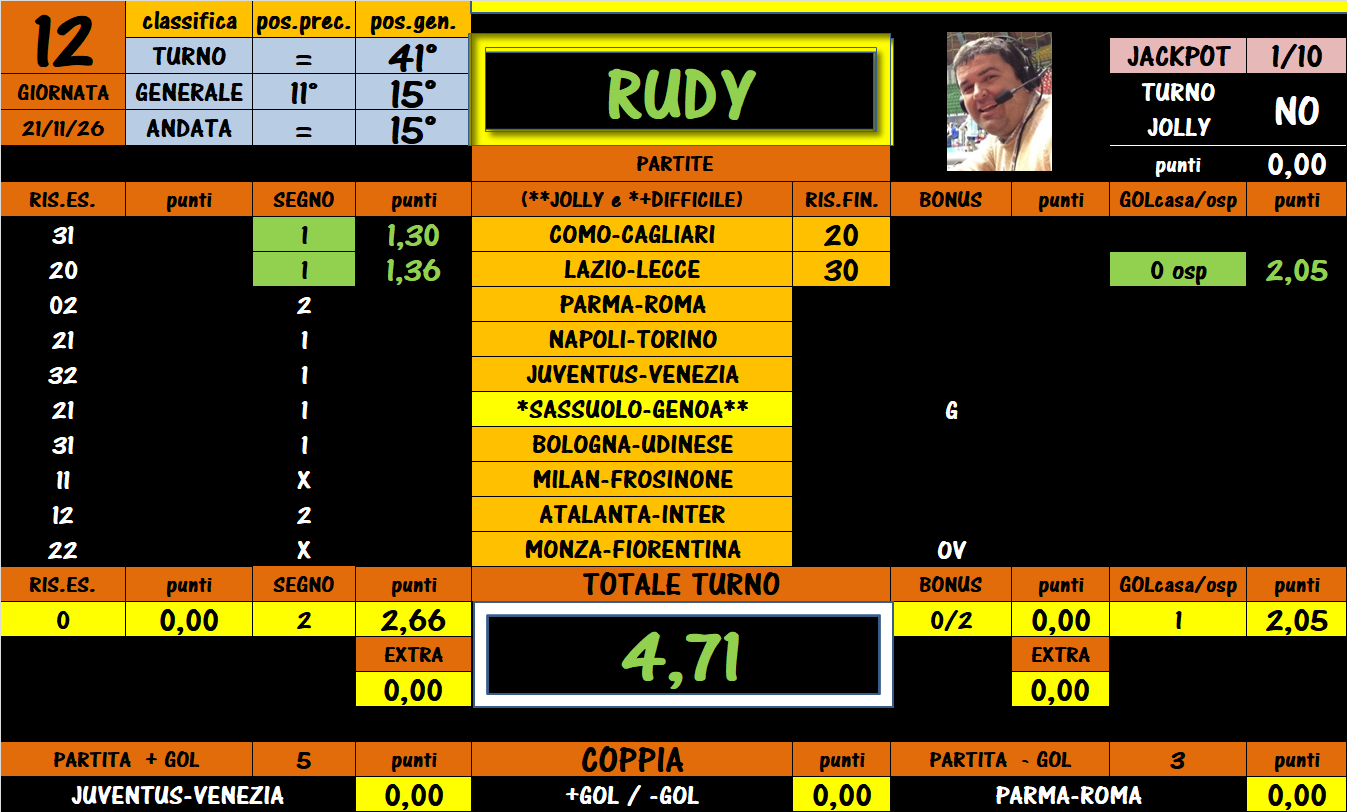 12 classifica pos.prec. pos.gen.
TURNO = 41°
GIORNATA GENERALE 11° 15°
21/11/26 ANDATA = 15°
RUDY
JACKPOT 1/10
TURNO JOLLY NO
PARTITE punti 0,00
RIS.ES. punti SEGNO punti (**JOLLY e *+DIFFICILE) RIS.FIN. BONUS punti GOLcasa/osp punti
31 1 1,30 COMO-CAGLIARI 20
20 1 1,36 LAZIO-LECCE 30 0 osp 2,05
02 2 PARMA-ROMA
21 1 NAPOLI-TORINO
32 1 JUVENTUS-VENEZIA
21 1 *SASSUOLO-GENOA** G
31 1 BOLOGNA-UDINESE
11 X MILAN-FROSINONE
12 2 ATALANTA-INTER
22 X MONZA-FIORENTINA OV
RIS.ES. punti SEGNO punti TOTALE TURNO BONUS punti GOLcasa/osp punti
0 0,00 2 2,66 4,71 0/2 0,00 1 2,05
EXTRA EXTRA
0,00 0,00
PARTITA + GOL 5 punti COPPIA punti PARTITA - GOL 3 punti
JUVENTUS-VENEZIA 0,00 +GOL / -GOL 0,00 PARMA-ROMA 0,00